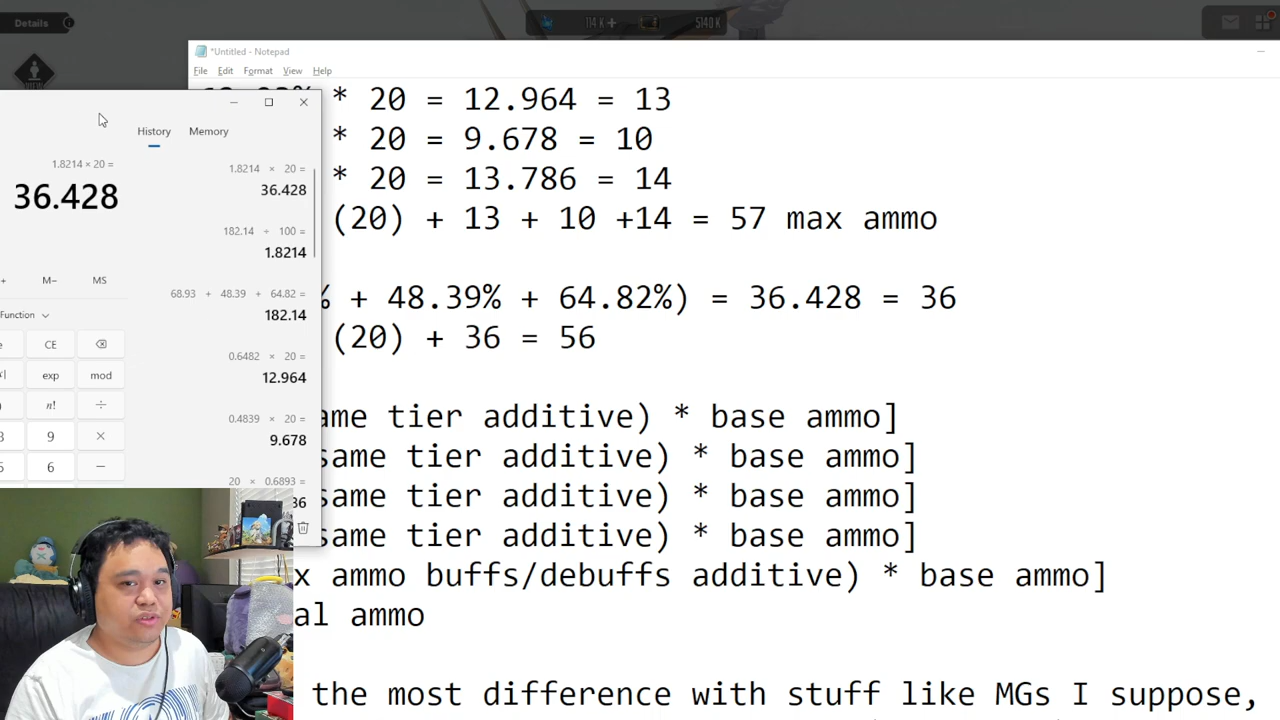 Details
114 K +
5140 K
*Untitled - Notepad
File Edit Format View Help
* 20 = 12.964 = 13
* 20 = 9.678 = 10
* 20 = 13.786 = 14
(20) + 13 + 10 +14 = 57 max ammo
% + 48.39% + 64.82%) = 36.428 = 36
(20) + 36 = 56
ame tier additive) * base ammo]
same tier additive) * base ammo]
same tier additive) * base ammo]
same tier additive) * base ammo]
x ammo buffs/debuffs additive) * base ammo]
al ammo
the most difference with stuff like MGs I suppose,
History Memory
1.8214 × 20 =
36.428
M− MS
Function
CE
exp mod
n! ÷
9 ×
6 −
1.8214 × 20 =
36.428
182.14 ÷ 100 =
1.8214
68.93 + 48.39 + 64.82 =
182.14
0.6482 × 20 =
12.964
0.4839 × 20 =
9.678
20 × 0.6893 =
86